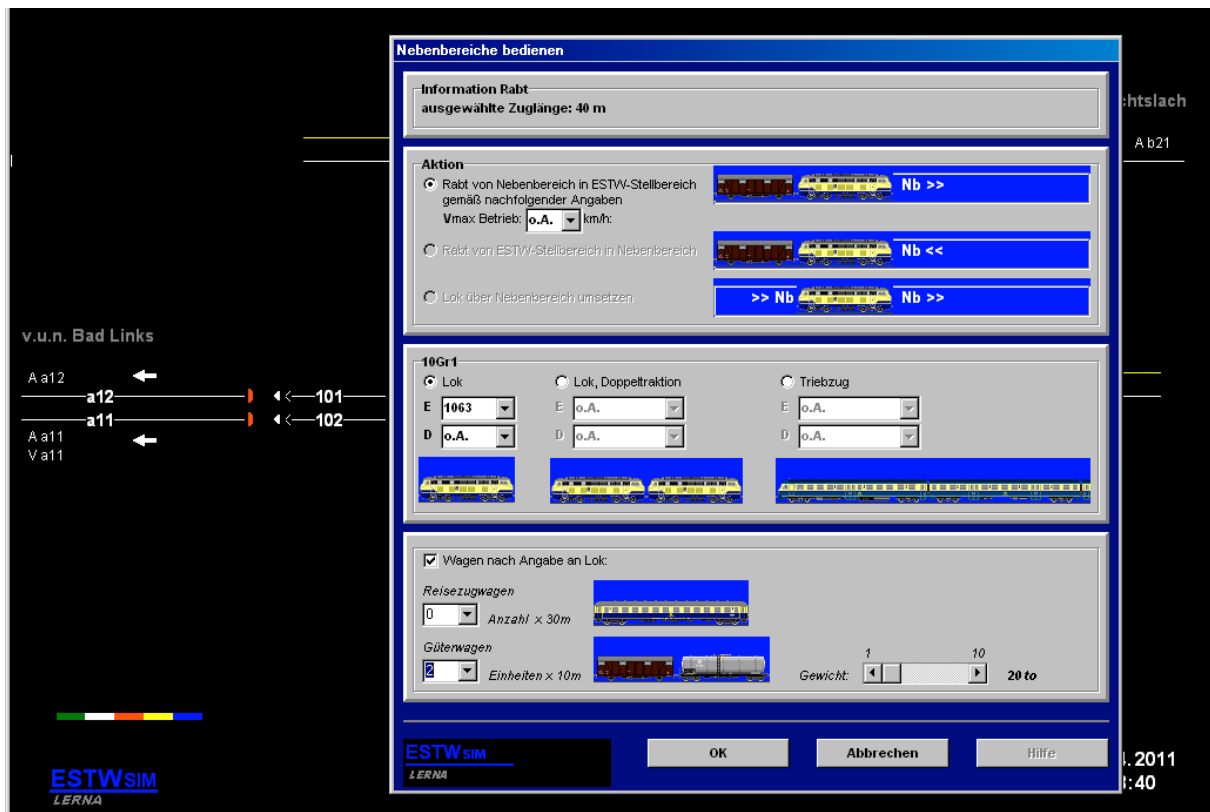 Nebenbereiche bedienen
Information Rabt
ausgewählte Zuglänge: 40 m
Aktion
Rabt von Nebenbereich in ESTW-Stellbereich
gemäß nachfolgender Angaben
Vmax Betrieb: o.A. km/h:
Nb >>
Rabt von ESTW-Stellbereich in Nebenbereich
Nb <<
Lok über Nebenbereich umsetzen
>> Nb Nb >>
10Gr1
Lok Lok, Doppeltraktion Triebzug
E 1063 E o.A. E o.A.
D o.A. D o.A. D o.A.
Wagen nach Angabe an Lok:
Reisezugwagen
0 Anzahl x 30m
Güterwagen
2 Einheiten x 10m
1 10
Gewicht: 20 to
ESTW SIM
LERNA
OK Abbrechen Hilfe
v.u.n. Bad Links
A a12
a12 101
a11 102
A a11
V a11
chtslach
A b21
ESTW SIM
LERNA
.2011
:40